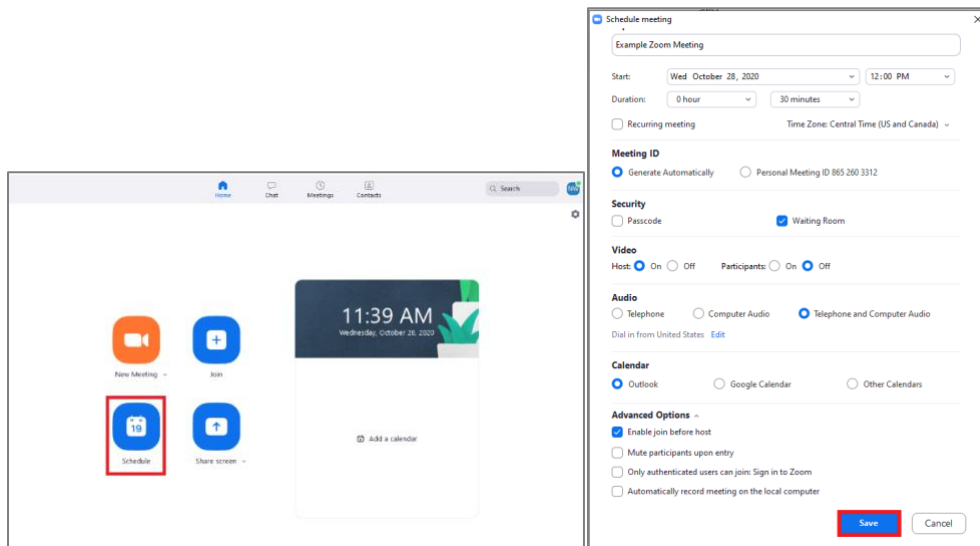 Home Chat Meetings Contacts Search NW
11:39 AM
Wednesday, October 28, 2020
New Meeting Join
19
Schedule Share screen
Add a calendar
Schedule meeting
Example Zoom Meeting
Start: Wed October 28, 2020 12:00 PM
Duration: 0 hour 30 minutes
Recurring meeting Time Zone: Central Time (US and Canada)
Meeting ID
Generate Automatically Personal Meeting ID 865 260 3312
Security
Passcode Waiting Room
Video
Host: On Off Participants: On Off
Audio
Telephone Computer Audio Telephone and Computer Audio
Dial in from United States Edit
Calendar
Outlook Google Calendar Other Calendars
Advanced Options
Enable join before host
Mute participants upon entry
Only authenticated users can join: Sign in to Zoom
Automatically record meeting on the local computer
Save Cancel